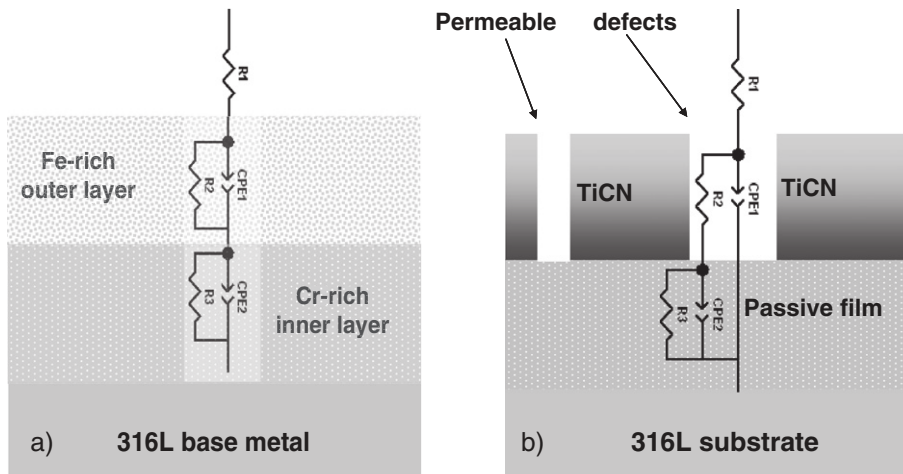 Permeable defects
R1
Fe-rich
outer layer
R2
CPE1
Cr-rich
inner layer
R3
CPE2
a) 316L base metal
R1
TiCN
R2
CPE1
TiCN
R3
CPE2
Passive film
b) 316L substrate